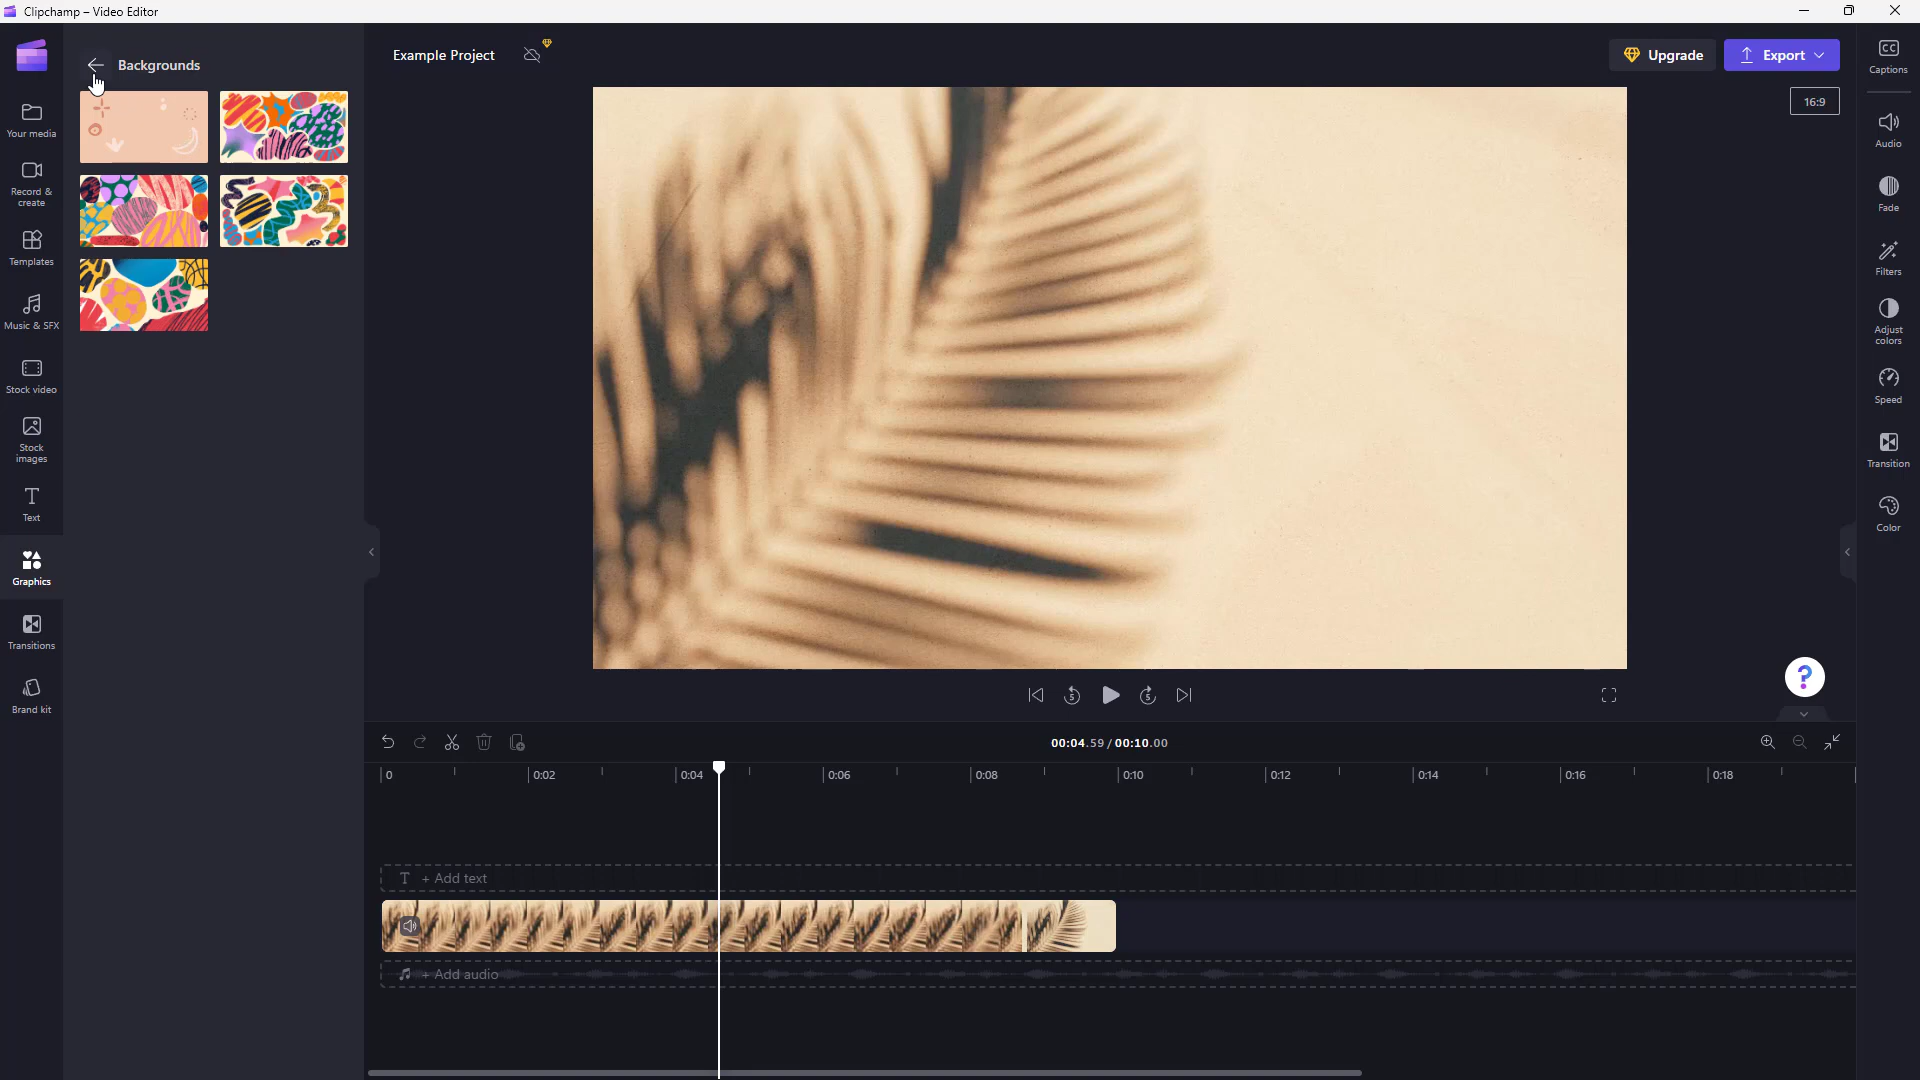 Clipchamp – Video Editor
Backgrounds
Example Project
Upgrade
Export
16:9
Captions
Audio
Fade
Filters
Adjust
colors
Speed
Transition
Color
Your media
Record &
create
Templates
Music & SFX
Stock video
Stock
images
Text
Graphics
Transitions
Brand kit
5
5
?
00:04.59 / 00:10.00
0
0:02
0:04
0:06
0:08
0:10
0:12
0:14
0:16
0:18
T + Add text
+ Add audio